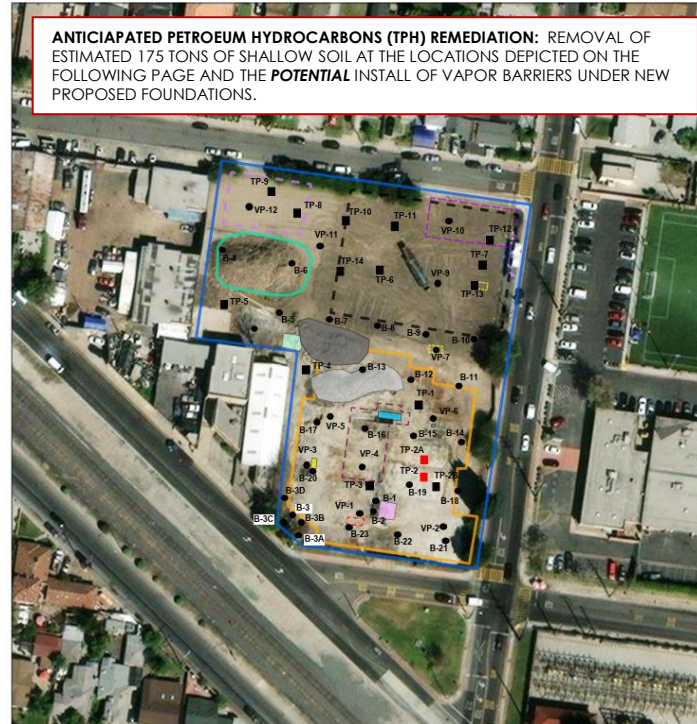 ANTICIAPATED PETROEUM HYDROCARBONS (TPH) REMEDIATION: REMOVAL OF
ESTIMATED 175 TONS OF SHALLOW SOIL AT THE LOCATIONS DEPICTED ON THE
FOLLOWING PAGE AND THE POTENTIAL INSTALL OF VAPOR BARRIERS UNDER NEW
PROPOSED FOUNDATIONS.
TP-9
VP-12
TP-8
TP-10
TP-11
VP-10
TP-12
VP-11
B-4
B-6
TP-14
TP-6
VP-9
TP-7
TP-13
TP-5
B-5
B-7
B-8
B-9
B-10
VP-7
TP-4
B-13
B-12
B-11
TP-1
VP-5
VP-6
B-17
B-16
B-15
B-14
VP-3
VP-4
TP-2A
TP-2
B-20
TP-3
B-19
B-18
B-3D
B-1
B-3
B-3C
B-3B
VP-1
B-2
VP-2
B-23
B-22
B-21
B-3A